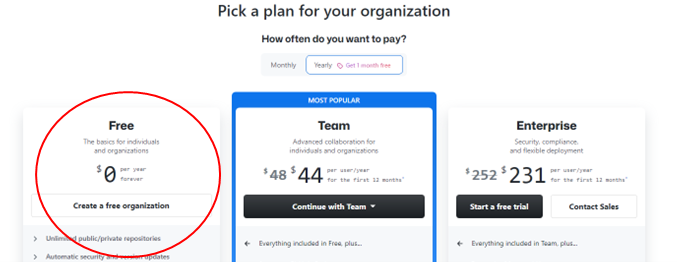 Pick a plan for your organization
How often do you want to pay?
Monthly
Yearly Get 1 month free
MOST POPULAR
Free
The basics for individuals
and organizations
$0 per year
forever
Create a free organization
Unlimited public/private repositories
Automatic security and version updates
Team
Advanced collaboration for
individuals and organizations
$48 $44 per user/year
for the first 12 months*
Continue with Team
Everything included in Free, plus...
Enterprise
Security, compliance,
and flexible deployment
$252 $231 per user/year
for the first 12 months*
Start a free trial
Contact Sales
Everything included in Team, plus...